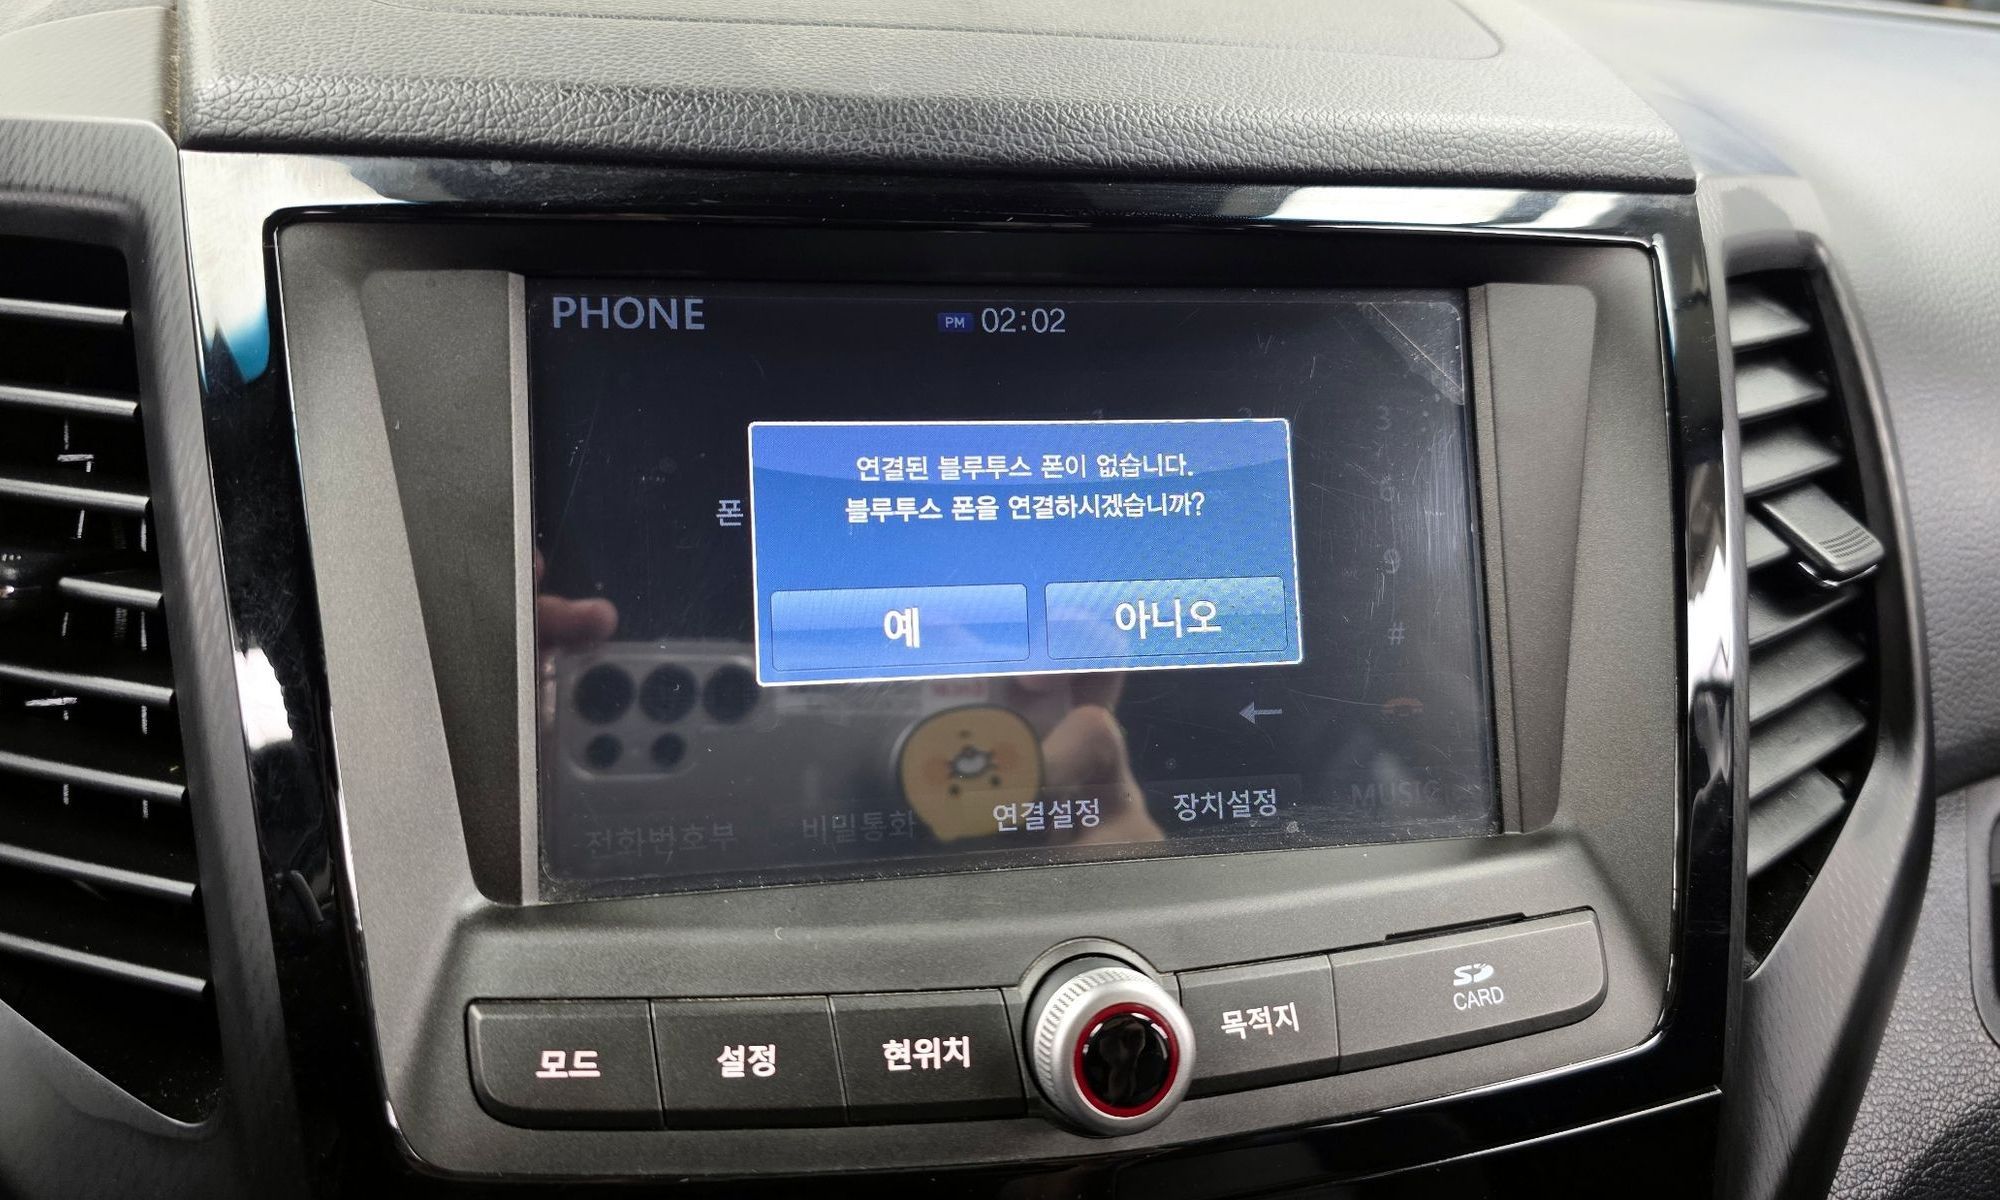 PHONE
PM 02:02
3
폰
연결된 블루투스 폰이 없습니다.
블루투스 폰을 연결하시겠습니까?
9
예
아니오
#
전화번호부
비밀통화
연결설정
장치설정
MUSIC
모드
설정
현위치
목적지
SD
CARD